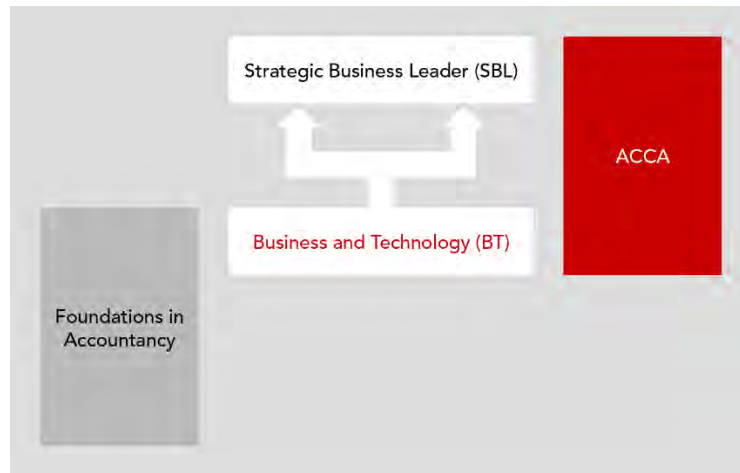 Strategic Business Leader (SBL)
ACCA
Business and Technology (BT)
Foundations in
Accountancy